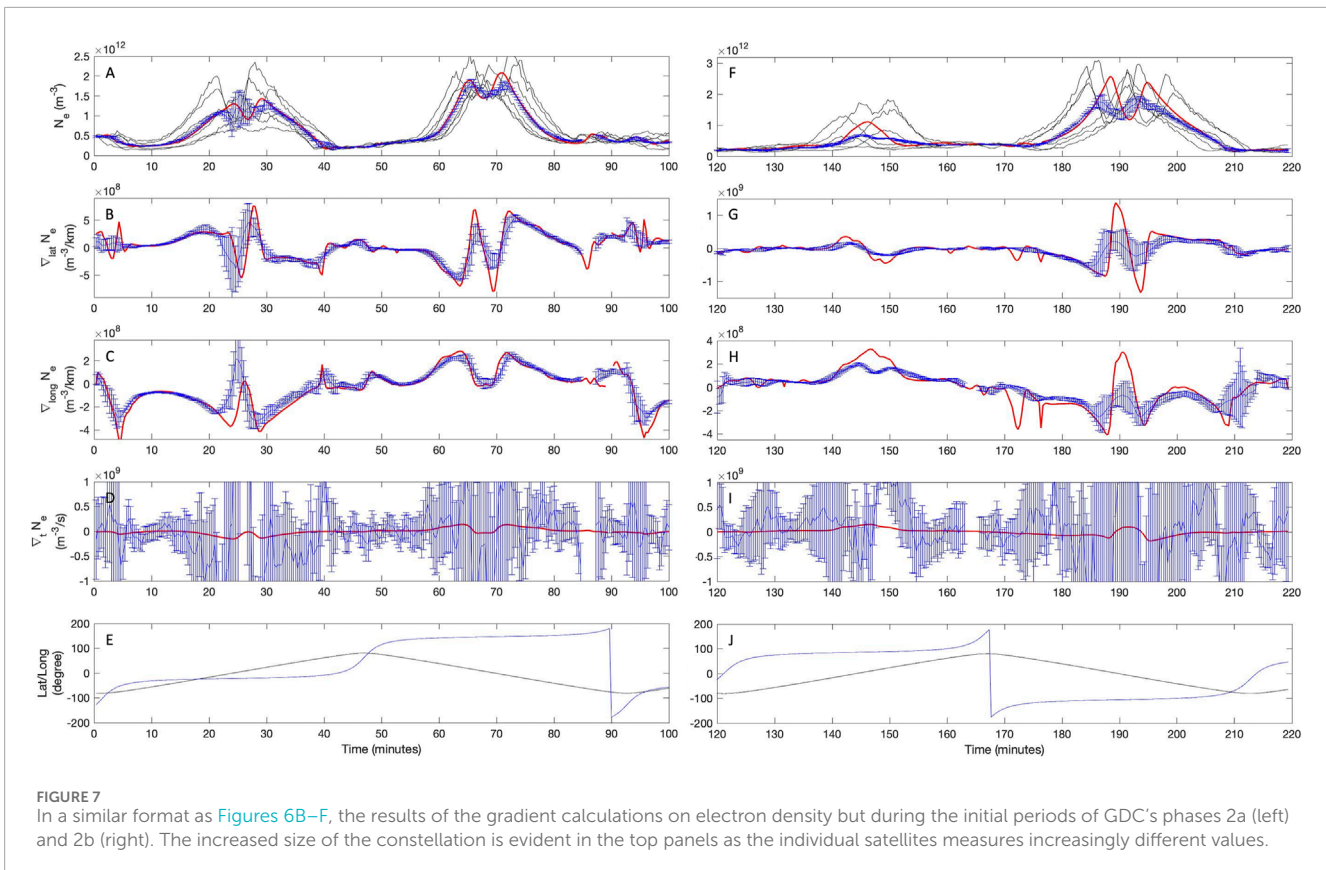 ×10¹²
A
2.5
2
1.5
1
0.5
0
Nₑ (m⁻³)
0 10 20 30 40 50 60 70 80 90 100
×10⁸
B
5
0
-5
∇lat Nₑ
(m⁻³/km)
0 10 20 30 40 50 60 70 80 90 100
×10⁸
C
2
0
-2
-4
∇long Nₑ
(m⁻³/km)
0 10 20 30 40 50 60 70 80 90 100
×10⁹
D
1
0.5
0
-0.5
-1
∇t Nₑ
(m⁻³/s)
0 10 20 30 40 50 60 70 80 90 100
E
200
100
0
-100
-200
Lat/Long
(degree)
0 10 20 30 40 50 60 70 80 90 100
Time (minutes)
×10¹²
F
3
2
1
0
120 130 140 150 160 170 180 190 200 210 220
×10⁹
G
1
0
-1
120 130 140 150 160 170 180 190 200 210 220
×10⁸
H
4
2
0
-2
-4
120 130 140 150 160 170 180 190 200 210 220
×10⁹
I
1
0.5
0
-0.5
-1
120 130 140 150 160 170 180 190 200 210 220
J
200
100
0
-100
-200
120 130 140 150 160 170 180 190 200 210 220
Time (minutes)
FIGURE 7
In a similar format as Figures 6B–F, the results of the gradient calculations on electron density but during the initial periods of GDC's phases 2a (left)
and 2b (right). The increased size of the constellation is evident in the top panels as the individual satellites measures increasingly different values.